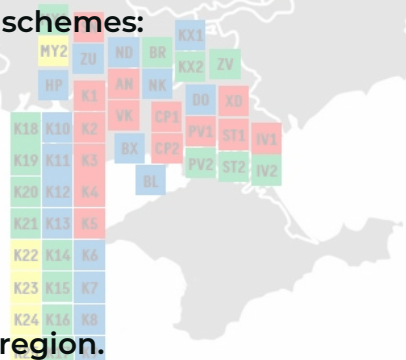 schemes:
MY2 ZU ND BR KX1
KX2 ZV
HP AN NK
K1 DO XD
VK CP1
K18 K10 K2 PV1 ST1 IV1
BX CP2
K19 K11 K3 PV2 ST2 IV2
BL
K20 K12 K4
K21 K13 K5
K22 K14 K6
K23 K15 K7
K24 K16 K8
region.